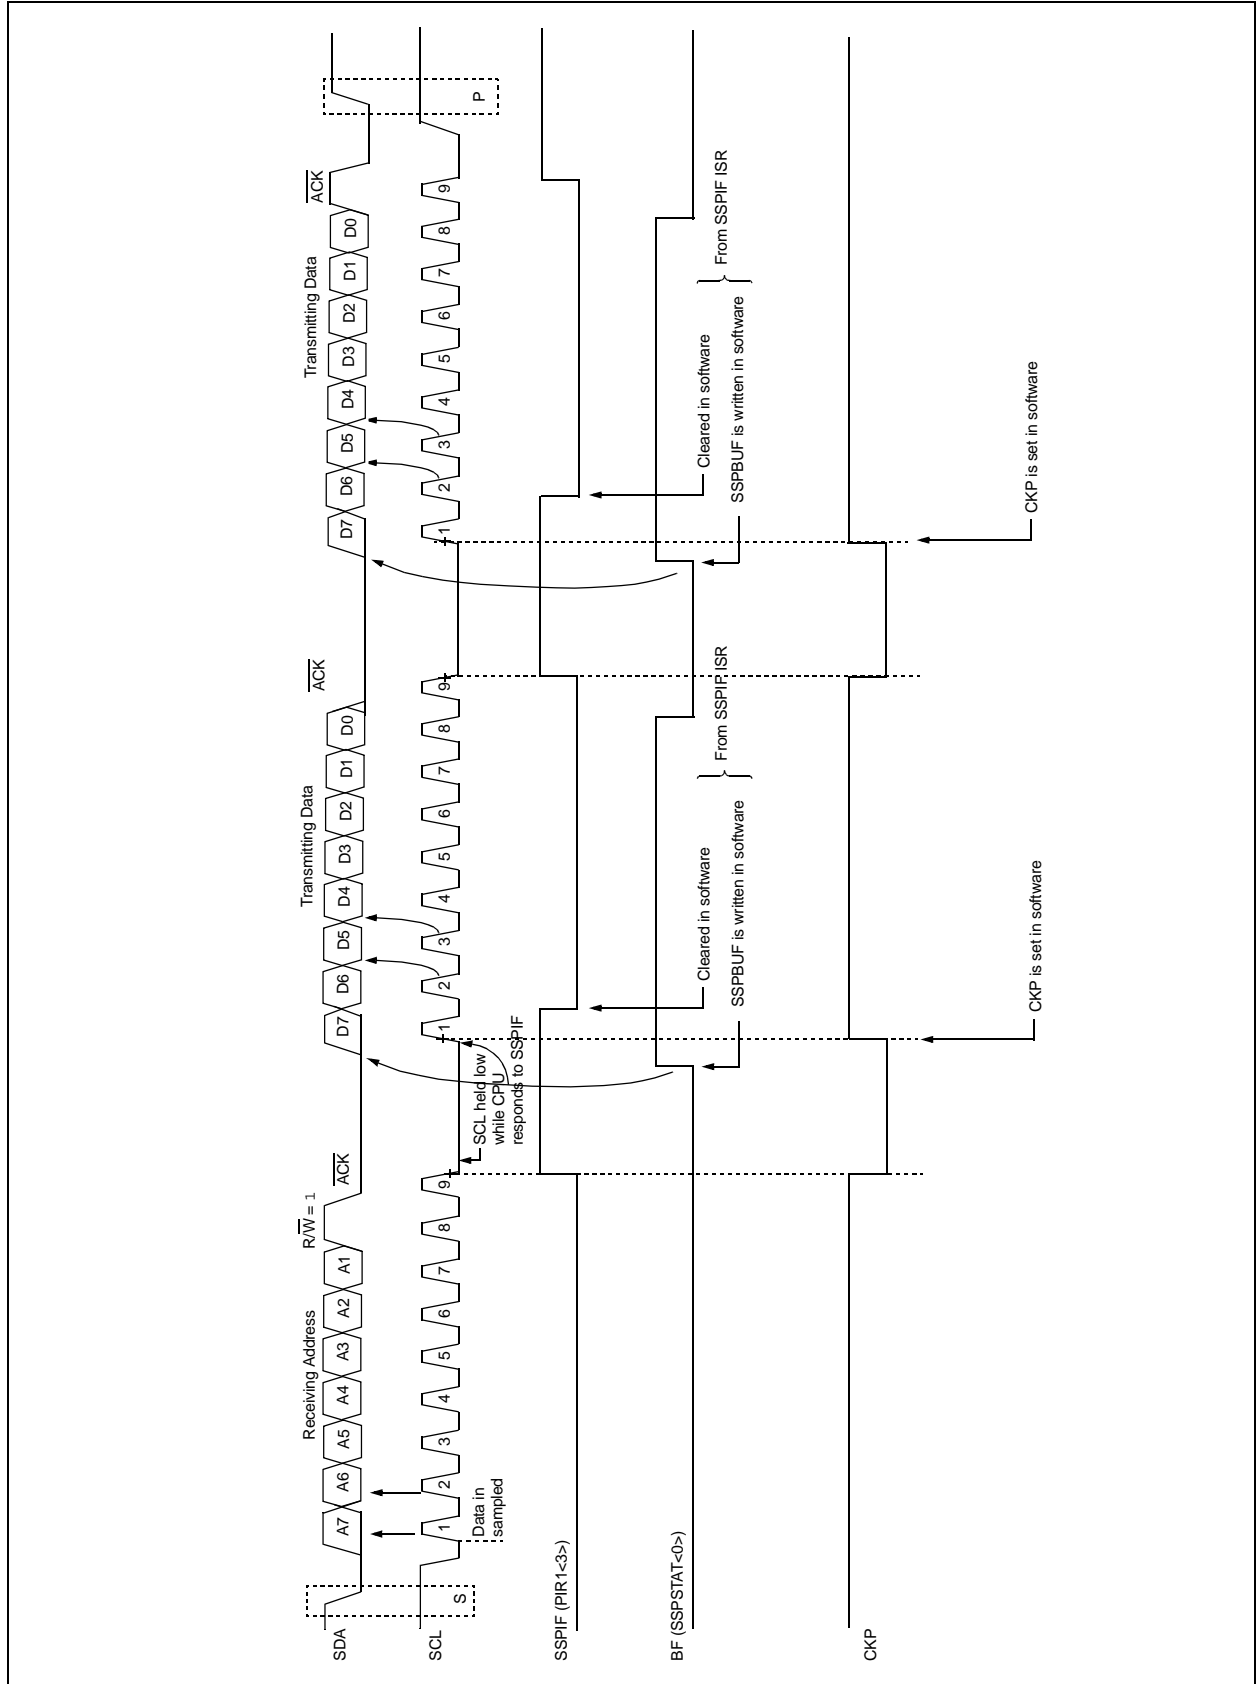 Receiving Address
R/W = 1
ACK
Transmitting Data
ACK
Transmitting Data
ACK
SDA
A7 A6 A5 A4 A3 A2 A1
D7 D6 D5 D4 D3 D2 D1 D0
D7 D6 D5 D4 D3 D2 D1 D0
SCL
S
1 2 3 4 5 6 7 8 9
1 2 3 4 5 6 7 8 9
1 2 3 4 5 6 7 8 9
P
Data in
sampled
SCL held low
while CPU
responds to SSPIF
SSPIF (PIR1<3>)
BF (SSPSTAT<0>)
Cleared in software
SSPBUF is written in software
From SSPIF ISR
Cleared in software
SSPBUF is written in software
From SSPIF ISR
CKP
CKP is set in software
CKP is set in software